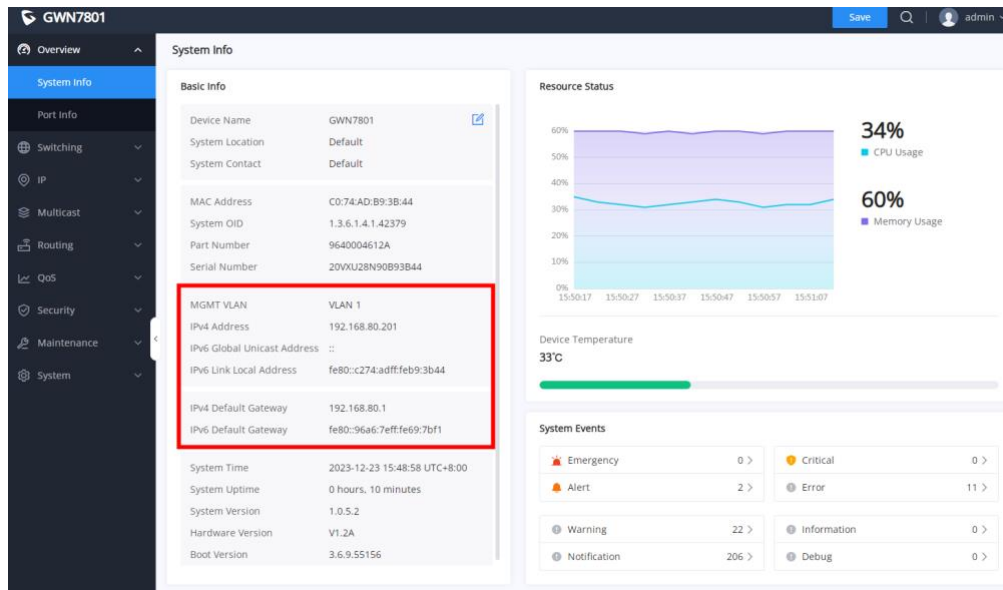 GWN7801
Save
admin
Overview
System Info
Port Info
Switching
IP
Multicast
Routing
QoS
Security
Maintenance
System
System Info
Basic Info
Device Name GWN7801
System Location Default
System Contact Default
MAC Address C0:74:AD:B9:3B:44
System OID 1.3.6.1.4.1.42379
Part Number 9640004612A
Serial Number 20VXU28N90B93B44
MGMT VLAN VLAN 1
IPv4 Address 192.168.80.201
IPv6 Global Unicast Address ::
IPv6 Link Local Address fe80::c274:adff:feb9:3b44
IPv4 Default Gateway 192.168.80.1
IPv6 Default Gateway fe80::96a6:7eff:fe69:7bf1
System Time 2023-12-23 15:48:58 UTC+8:00
System Uptime 0 hours, 10 minutes
System Version 1.0.5.2
Hardware Version V1.2A
Boot Version 3.6.9.55156
Resource Status
60%
50%
40%
30%
20%
10%
0%
15:50:17 15:50:27 15:50:37 15:50:47 15:50:57 15:51:07
34%
CPU Usage
60%
Memory Usage
Device Temperature
33°C
System Events
Emergency 0 > Critical 0 >
Alert 2 > Error 11 >
Warning 22 > Information 0 >
Notification 206 > Debug 0 >